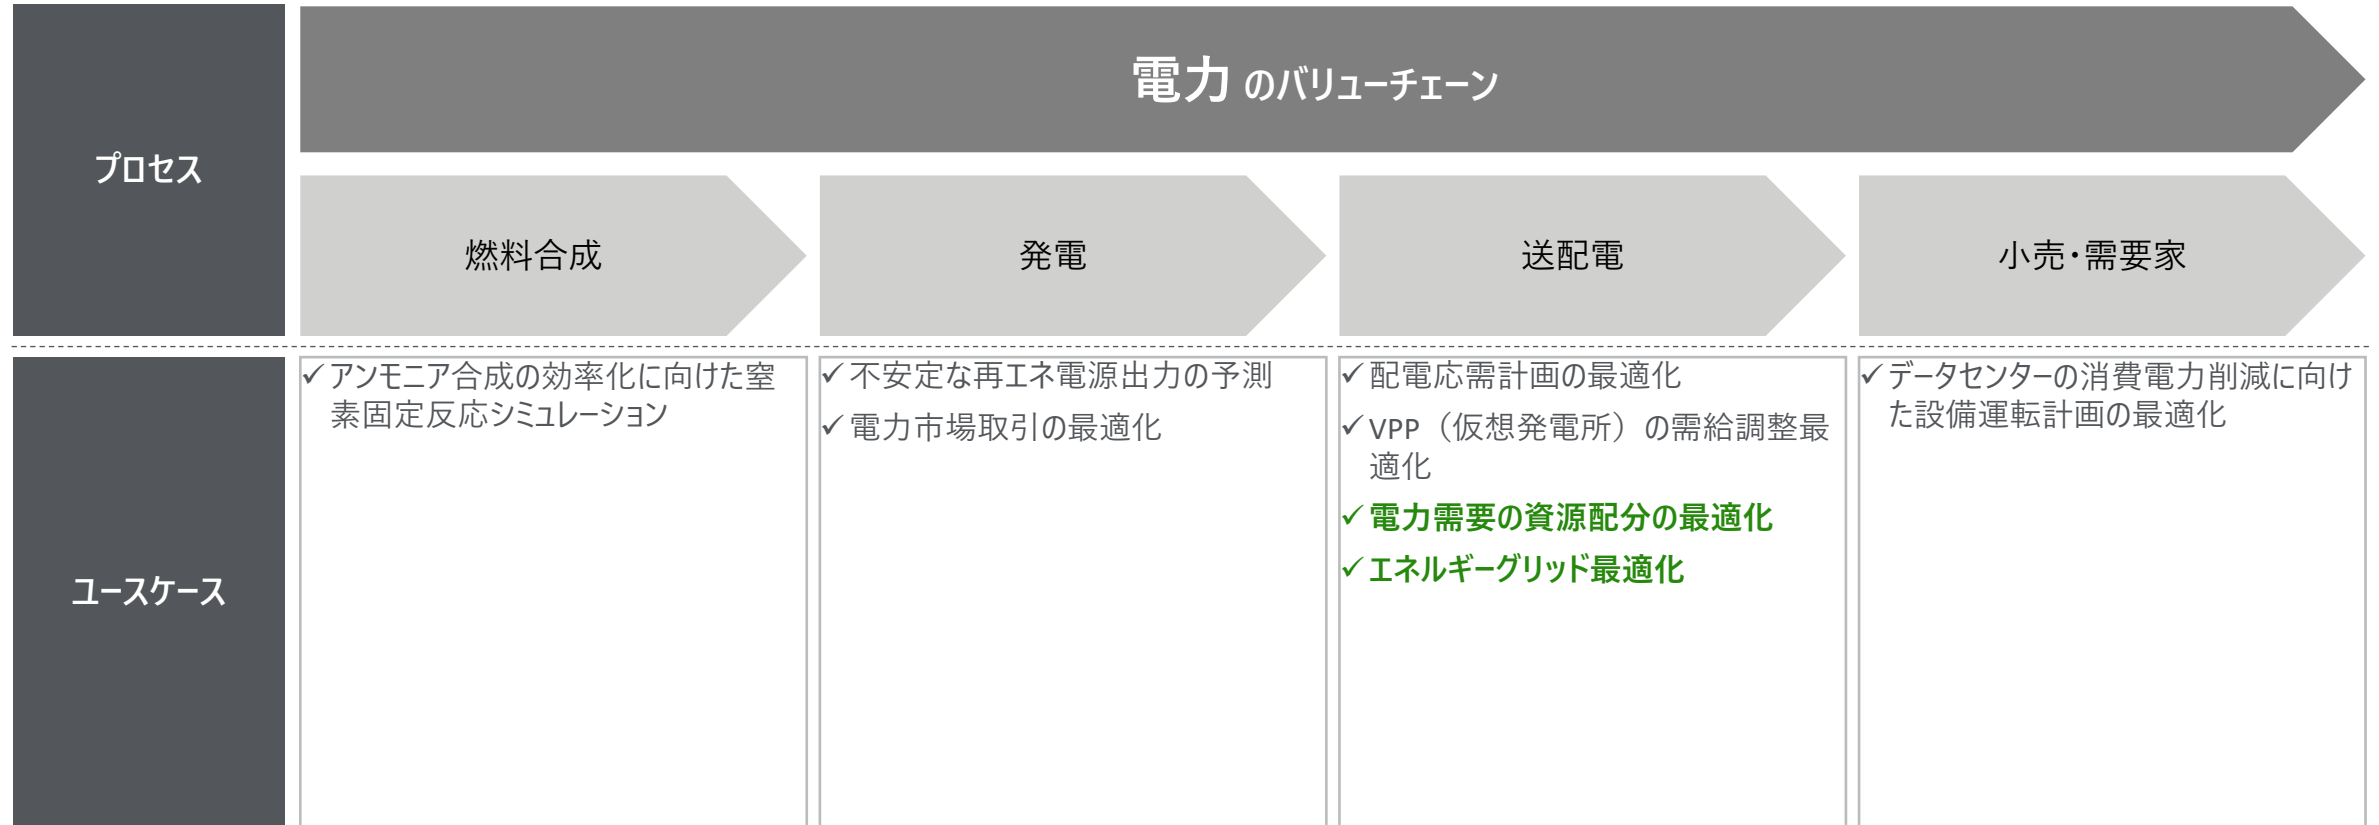 プロセス
電力 のバリューチェーン
燃料合成
発電
送配電
小売・需要家
ユースケース
✓アンモニア合成の効率化に向けた窒
素固定反応シミュレーション
✓不安定な再エネ電源出力の予測
✓電力市場取引の最適化
✓配電応需計画の最適化
✓VPP（仮想発電所）の需給調整最
適化
✓電力需要の資源配分の最適化
✓エネルギーグリッド最適化
✓データセンターの消費電力削減に向け
た設備運転計画の最適化